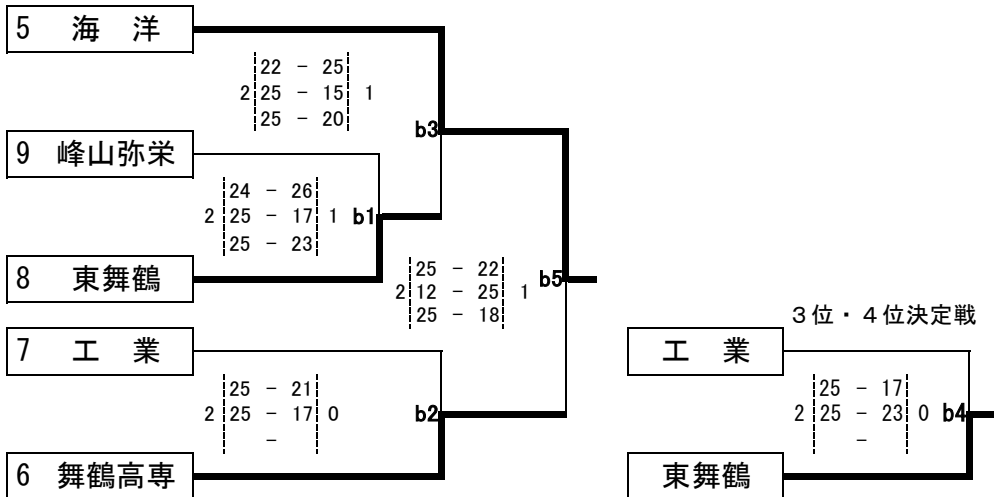 5 海 洋
22 - 25
2 25 - 15 1
25 - 20
b3
9 峰山弥栄
24 - 26
2 25 - 17 1 b1
25 - 23
8 東舞鶴
25 - 22
2 12 - 25 1
25 - 18
b5
7 工 業
25 - 21
2 25 - 17 0 b2
-
6 舞鶴高専
３位・４位決定戦
工 業
25 - 17
2 25 - 23 0 b4
-
東舞鶴